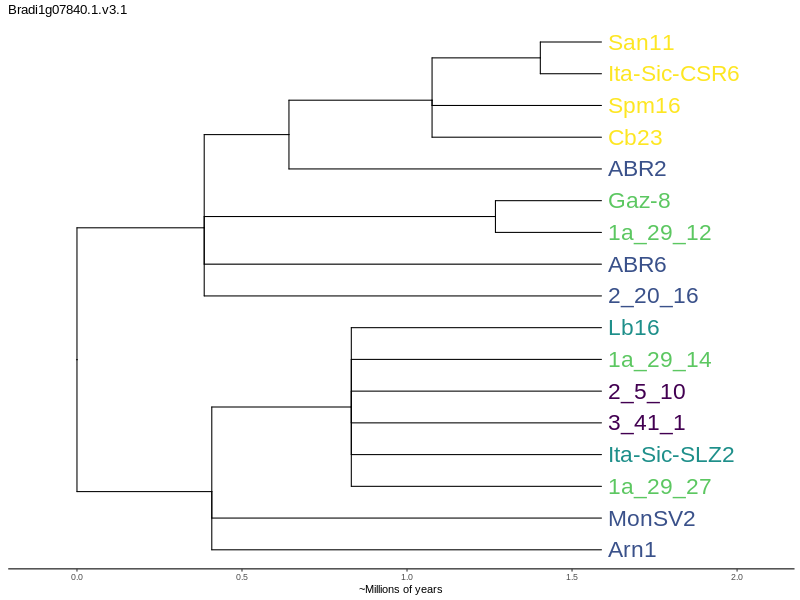 Bradi1g07840.1.v3.1
San11
Ita-Sic-CSR6
Spm16
Cb23
ABR2
Gaz-8
1a_29_12
ABR6
2_20_16
Lb16
1a_29_14
2_5_10
3_41_1
Ita-Sic-SLZ2
1a_29_27
MonSV2
Arn1
0.0 0.5 1.0 1.5 2.0
~Millions of years